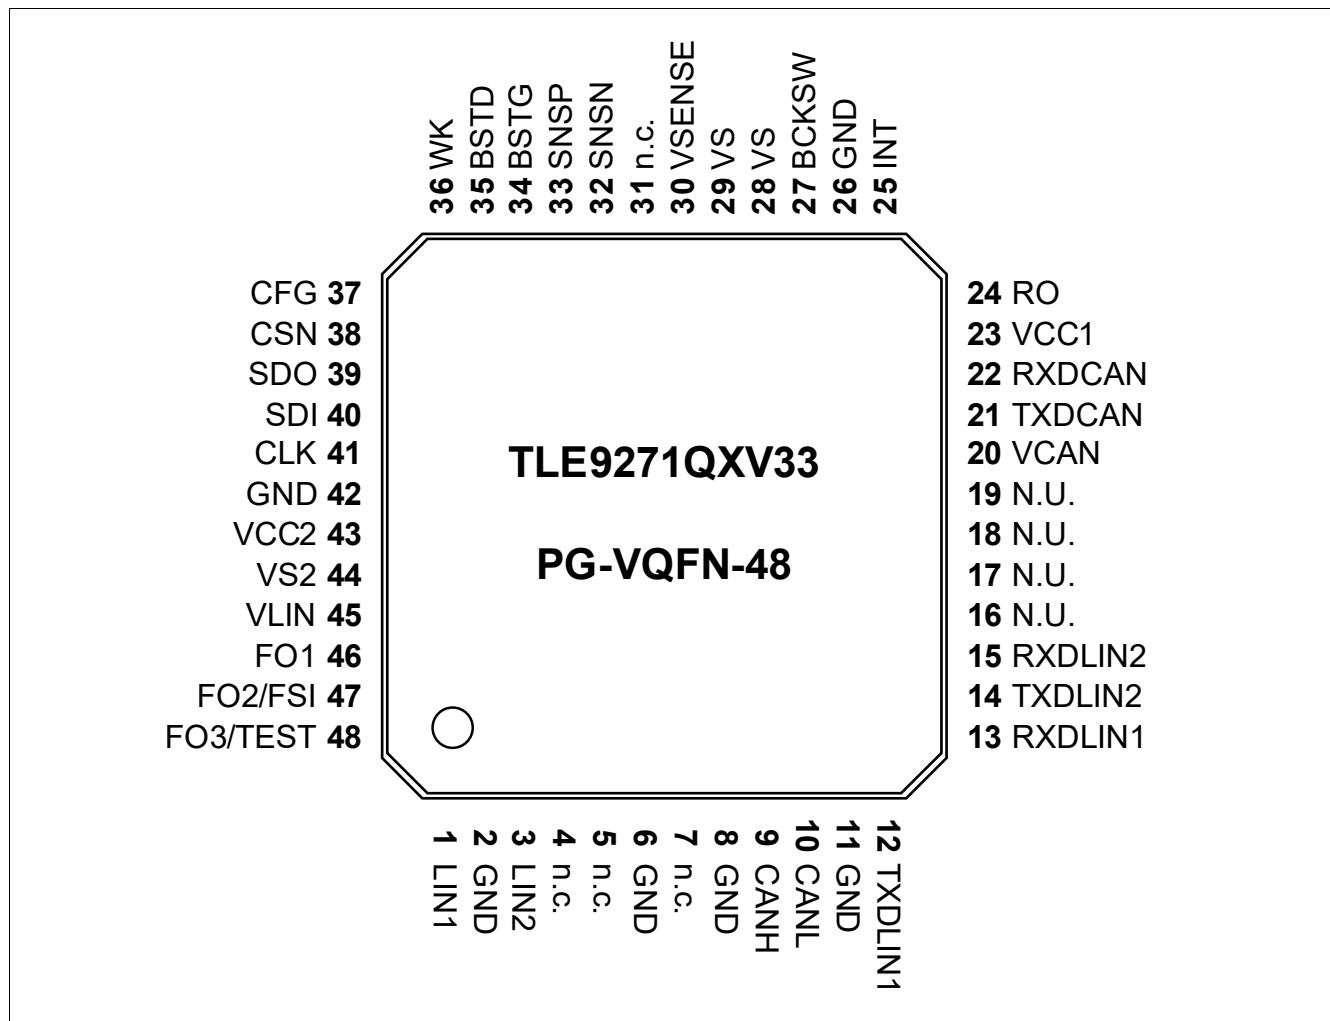 36 WK
35 BSTD
34 BSTG
33 SNSP
32 SNSN
31 n.c.
30 VSENSE
29 VS
28 VS
27 BCKSW
26 GND
25 INT
CFG 37
CSN 38
SDO 39
SDI 40
CLK 41
GND 42
VCC2 43
VS2 44
VLIN 45
FO1 46
FO2/FSI 47
FO3/TEST 48
TLE9271QXV33
PG-VQFN-48
24 RO
23 VCC1
22 RXDCAN
21 TXDCAN
20 VCAN
19 N.U.
18 N.U.
17 N.U.
16 N.U.
15 RXDLIN2
14 TXDLIN2
13 RXDLIN1
1 LIN1
2 GND
3 LIN2
4 n.c.
5 n.c.
6 GND
7 n.c.
8 GND
9 CANH
10 CANL
11 GND
12 TXDLIN1